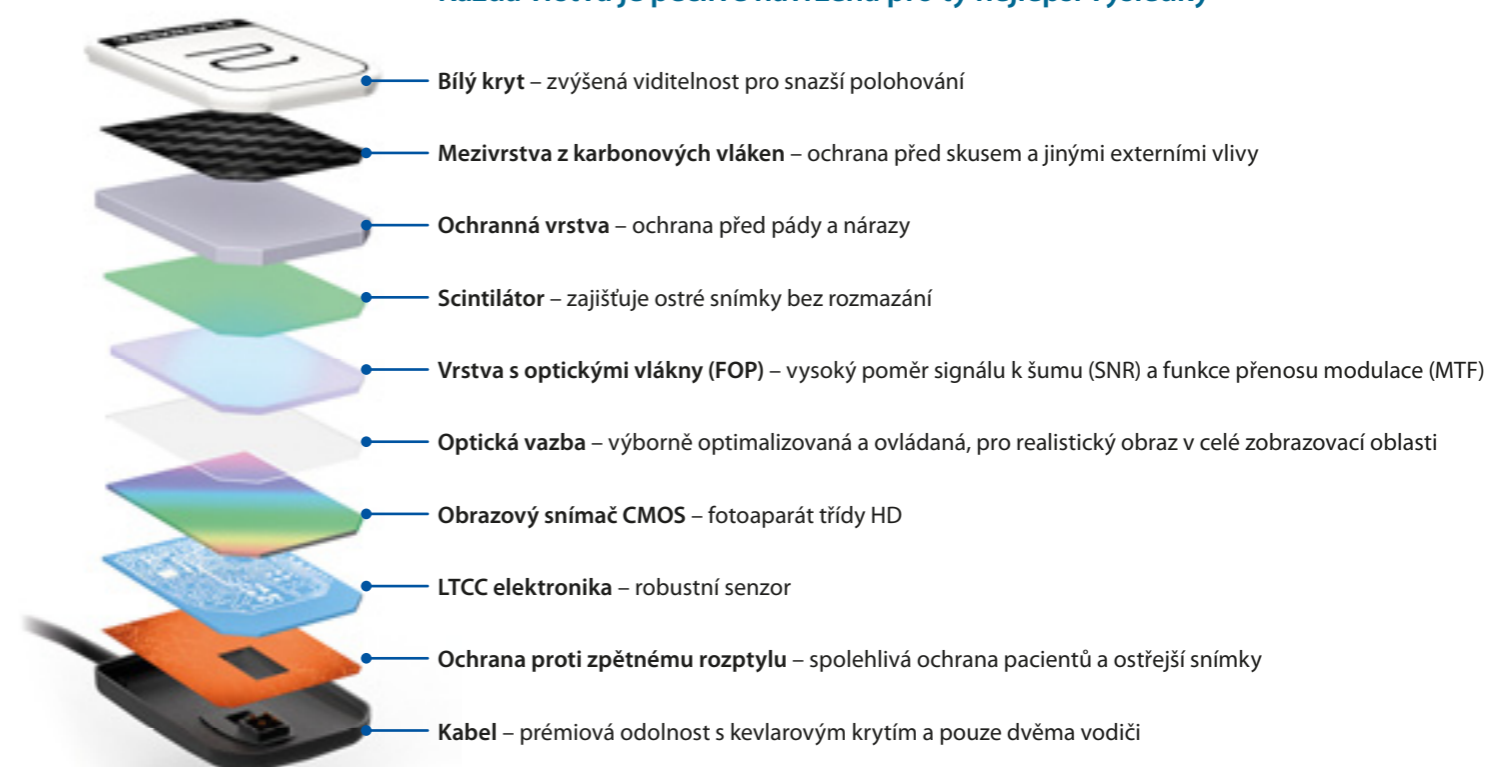 Bílý kryt – zvýšená viditelnost pro snazší polohování
Mezivrstva z karbonových vláken – ochrana před skusem a jinými externími vlivy
Ochranná vrstva – ochrana před pády a nárazy
Scintilátor – zajišťuje ostré snímky bez rozmazání
Vrstva s optickými vlákny (FOP) – vysoký poměr signálu k šumu (SNR) a funkce přenosu modulace (MTF)
Optická vazba – výborně optimalizovaná a ovládaná, pro realistický obraz v celé zobrazovací oblasti
Obrazový snímač CMOS – fotoaparát třídy HD
LTCC elektronika – robustní senzor
Ochrana proti zpětnému rozptylu – spolehlivá ochrana pacientů a ostřejší snímky
Kabel – prémiová odolnost s kevlarovým krytím a pouze dvěma vodiči